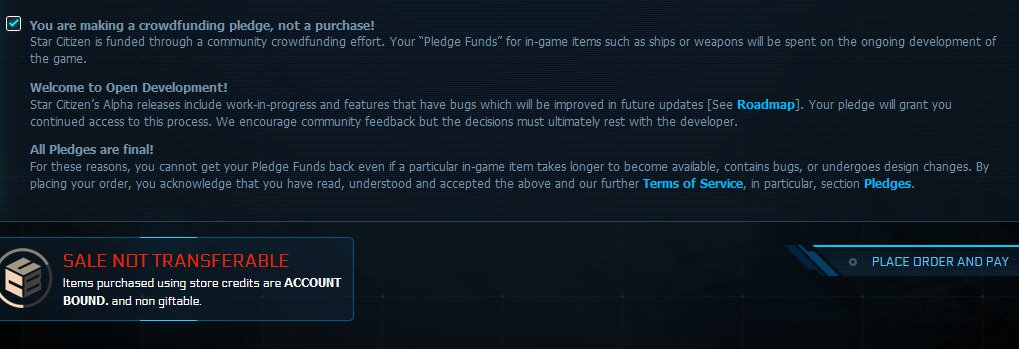 You are making a crowdfunding pledge, not a purchase!
Star Citizen is funded through a community crowdfunding effort. Your “Pledge Funds” for in-game items such as ships or weapons will be spent on the ongoing development of
the game.
Welcome to Open Development!
Star Citizen's Alpha releases include work-in-progress and features that have bugs which will be improved in future updates [See Roadmap]. Your pledge will grant you
continued access to this process. We encourage community feedback but the decisions must ultimately rest with the developer.
All Pledges are final!
For these reasons, you cannot get your Pledge Funds back even if a particular in-game item takes longer to become available, contains bugs, or undergoes design changes. By
placing your order, you acknowledge that you have read, understood and accepted the above and our further Terms of Service, in particular, section Pledges.
SALE NOT TRANSFERABLE
Items purchased using store credits are ACCOUNT
BOUND. and non giftable.
PLACE ORDER AND PAY